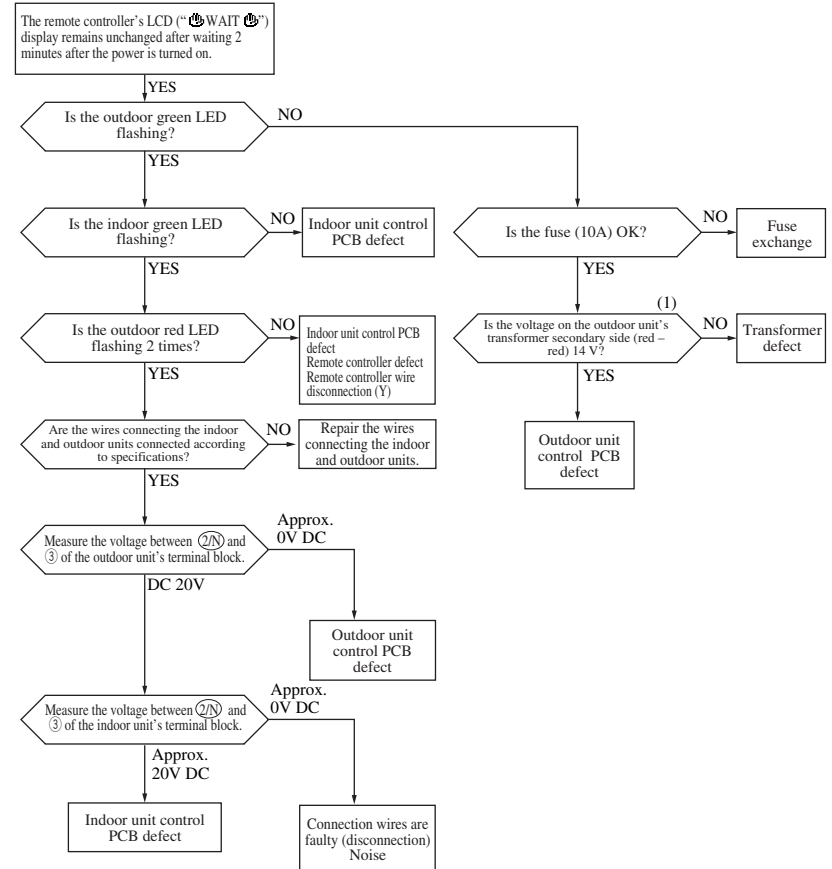 The remote controller's LCD (“ WAIT ”)
display remains unchanged after waiting 2
minutes after the power is turned on.
YES
Is the outdoor green LED
flashing?
NO
YES
Is the indoor green LED
flashing?
NO
Indoor unit control
PCB defect
YES
Is the fuse (10A) OK?
NO
Fuse
exchange
YES
Is the outdoor red LED
flashing 2 times?
NO
Indoor unit control PCB
defect
Remote controller defect
Remote controller wire
disconnection (Y)
YES
(1)
Is the voltage on the outdoor unit's
transformer secondary side (red –
red) 14 V?
NO
Transformer
defect
YES
Outdoor unit
control PCB
defect
Are the wires connecting the indoor
and outdoor units connected according
to specifications?
NO
Repair the wires
connecting the indoor
and outdoor units.
YES
Measure the voltage between 2/N and
③ of the outdoor unit's terminal block.
Approx.
0V DC
DC 20V
Outdoor unit
control PCB
defect
Measure the voltage between 2/N and
③ of the indoor unit's terminal block.
Approx.
0V DC
Approx.
20V DC
Indoor unit control
PCB defect
Connection wires are
faulty (disconnection)
Noise